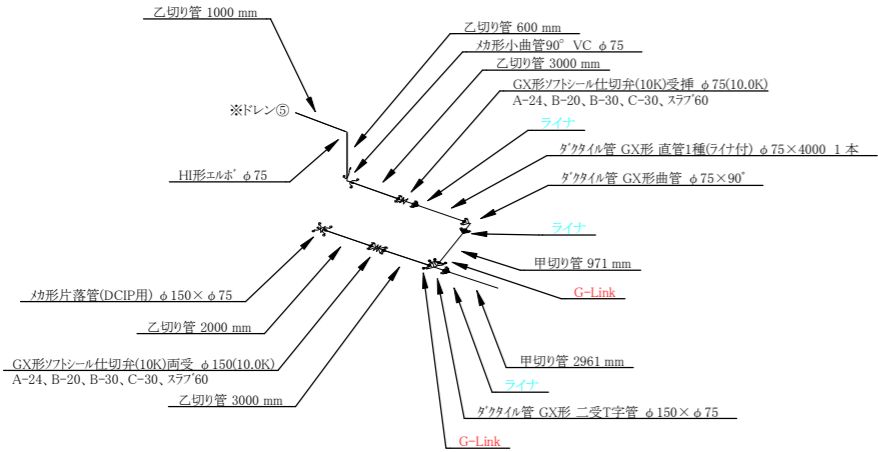 乙切り管 1000 mm
乙切り管 600 mm
ﾒｶ形小曲管90° VC φ75
乙切り管 3000 mm
GX形ｿﾌﾄｼｰﾙ仕切弁(10K)受挿 φ75(10.0K)
A-24、B-20、B-30、C-30、ｽﾗﾌﾞ60
※ドレン⑤
ライナ
ﾀﾞｸﾀｲﾙ管 GX形 直管1種(ﾗｲﾅ付) φ75×4000 1 本
HI形ｴﾙﾎﾞ φ75
ﾀﾞｸﾀｲﾙ管 GX形曲管 φ75×90°
ライナ
甲切り管 971 mm
ﾒｶ形片落管(DCIP用) φ150×φ75
G-Link
乙切り管 2000 mm
GX形ｿﾌﾄｼｰﾙ仕切弁(10K)両受 φ150(10.0K)
A-24、B-20、B-30、C-30、ｽﾗﾌﾞ60
甲切り管 2961 mm
ライナ
乙切り管 3000 mm
ﾀﾞｸﾀｲﾙ管 GX形 二受T字管 φ150×φ75
G-Link